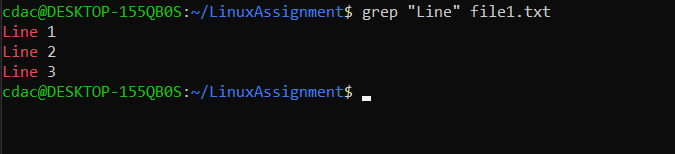 cdac@DESKTOP-155QB0S:~/LinuxAssignment$ grep "Line" file1.txt
Line 1
Line 2
Line 3
cdac@DESKTOP-155QB0S:~/LinuxAssignment$